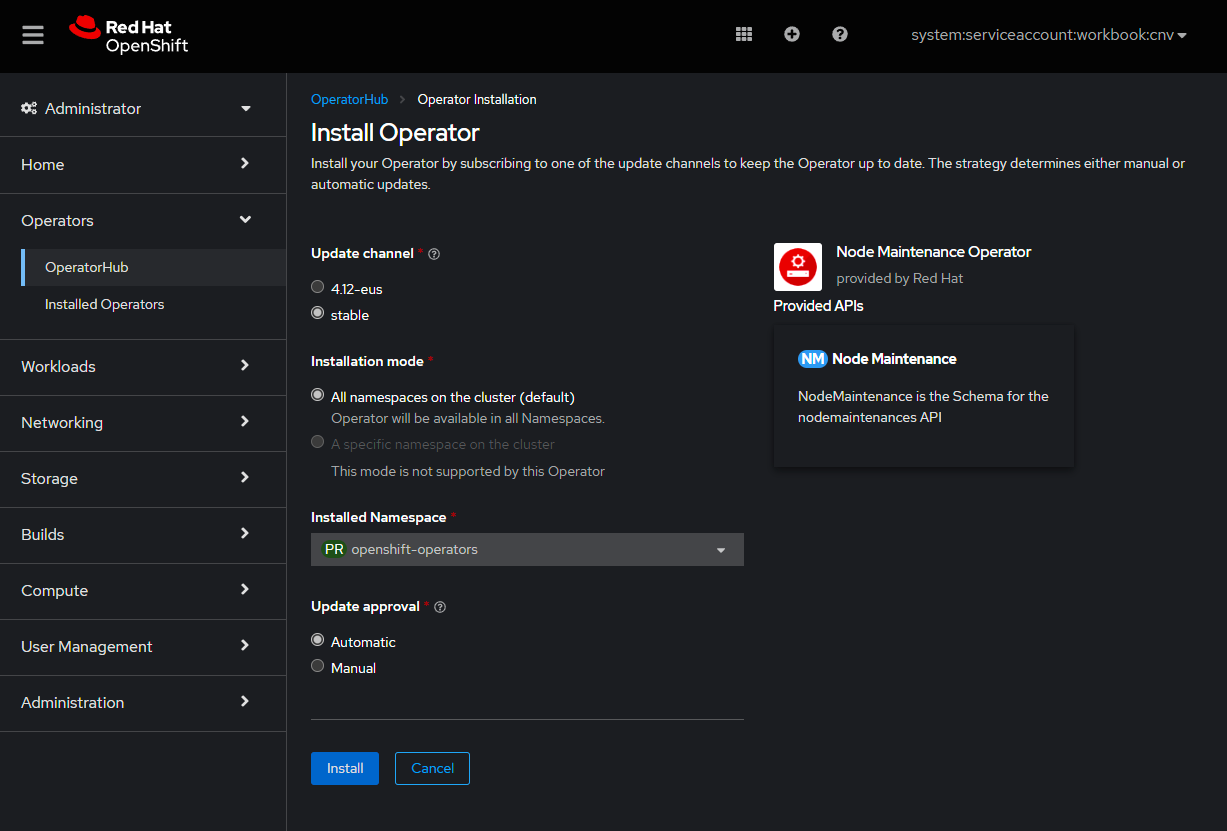 Red Hat
OpenShift
system:serviceaccount:workbook:cnv
Administrator
Home
Operators
OperatorHub
Installed Operators
Workloads
Networking
Storage
Builds
Compute
User Management
Administration
OperatorHub > Operator Installation
Install Operator
Install your Operator by subscribing to one of the update channels to keep the Operator up to date. The strategy determines either manual or
automatic updates.
Update channel *
4.12-eus
stable
Installation mode *
All namespaces on the cluster (default)
Operator will be available in all Namespaces.
A specific namespace on the cluster
This mode is not supported by this Operator
Installed Namespace *
PR openshift-operators
Update approval *
Automatic
Manual
Install Cancel
Node Maintenance Operator
provided by Red Hat
Provided APIs
NM Node Maintenance
NodeMaintenance is the Schema for the
nodemaintenances API